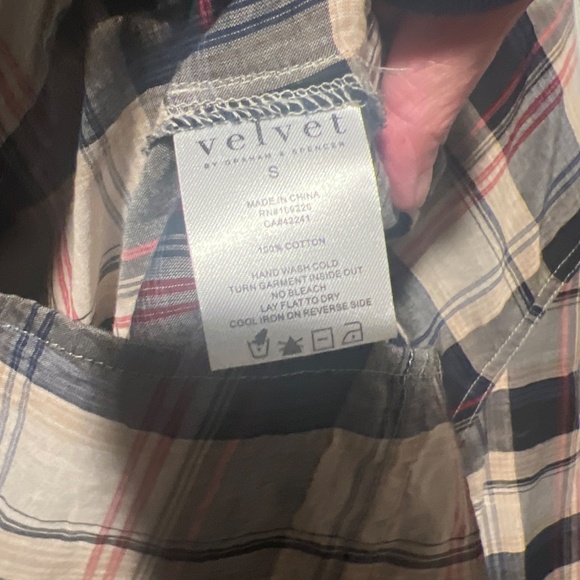 velvet
BY GRAHAM & SPENCER
S
MADE IN CHINA
RN#109226
CA#42241
100% COTTON
HAND WASH COLD
TURN GARMENT INSIDE OUT
NO BLEACH
LAY FLAT TO DRY
COOL IRON ON REVERSE SIDE